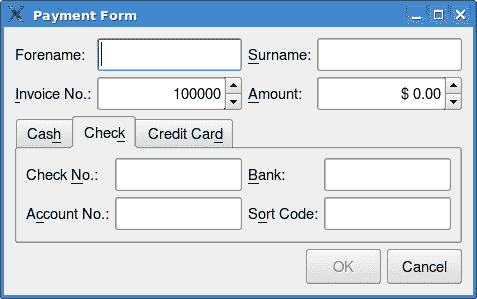 Payment Form
Forename: Surname:
Invoice No.: 100000 Amount: $ 0.00
Cash Check Credit Card
Check No.: Bank:
Account No.: Sort Code:
OK Cancel